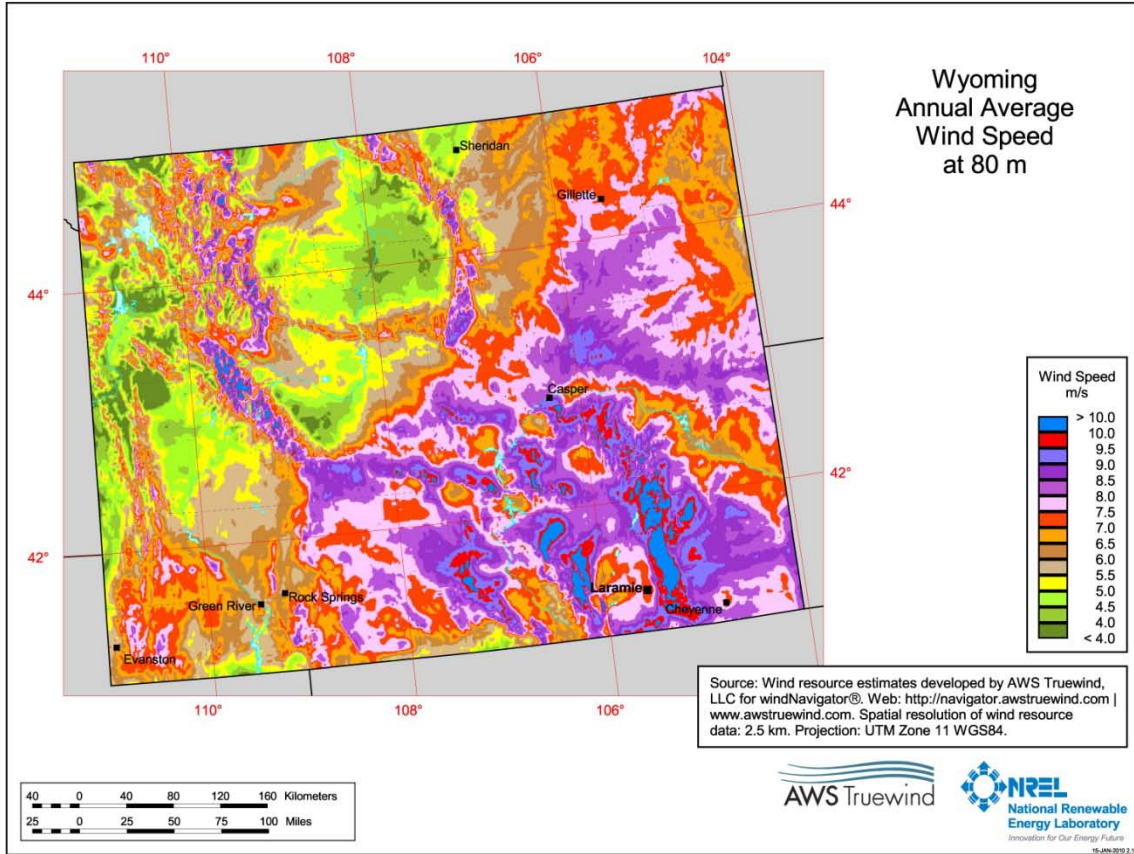 110°
108°
106°
104°
Wyoming
Annual Average
Wind Speed
at 80 m
Sheridan
Gillette
44°
44°
Casper
Wind Speed
m/s
> 10.0
10.0
9.5
9.0
8.5
8.0
7.5
7.0
6.5
6.0
5.5
5.0
4.5
4.0
< 4.0
42°
42°
Laramie
Rock Springs
Green River
Cheyenne
Evanston
110°
108°
106°
Source: Wind resource estimates developed by AWS Truewind,
LLC for windNavigator®. Web: http://navigator.awstruewind.com |
www.awstruewind.com. Spatial resolution of wind resource
data: 2.5 km. Projection: UTM Zone 11 WGS84.
40 0 40 80 120 160 Kilometers
25 0 25 50 75 100 Miles
AWS Truewind
NREL
National Renewable
Energy Laboratory
Innovation for Our Energy Future
15-JAN-2010 2.1